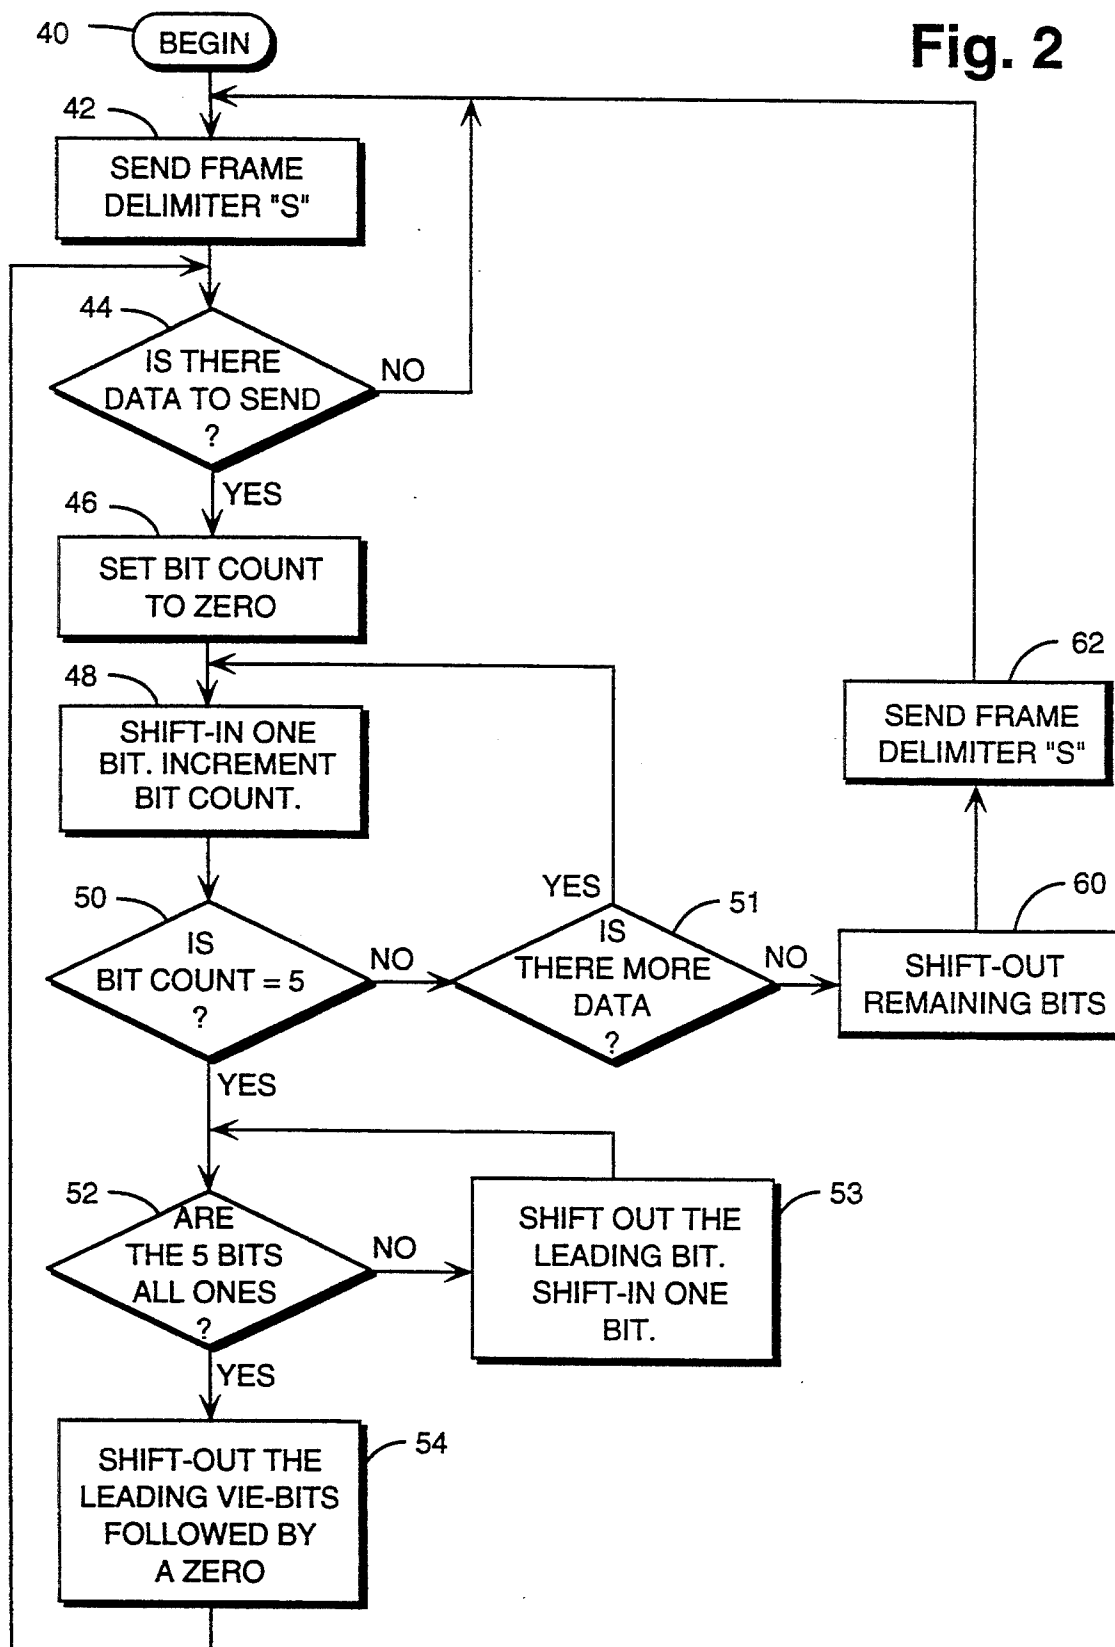 Fig. 2
40
BEGIN
42
SEND FRAME
DELIMITER "S"
44
IS THERE
DATA TO SEND
?
NO
YES
46
SET BIT COUNT
TO ZERO
48
SHIFT-IN ONE
BIT. INCREMENT
BIT COUNT.
50
IS
BIT COUNT = 5
?
NO
YES
51
IS
THERE MORE
DATA
?
YES
NO
60
SHIFT-OUT
REMAINING BITS
62
SEND FRAME
DELIMITER "S"
52
ARE
THE 5 BITS
ALL ONES
?
NO
YES
53
SHIFT OUT THE
LEADING BIT.
SHIFT-IN ONE
BIT.
54
SHIFT-OUT THE
LEADING VIE-BITS
FOLLOWED BY
A ZERO